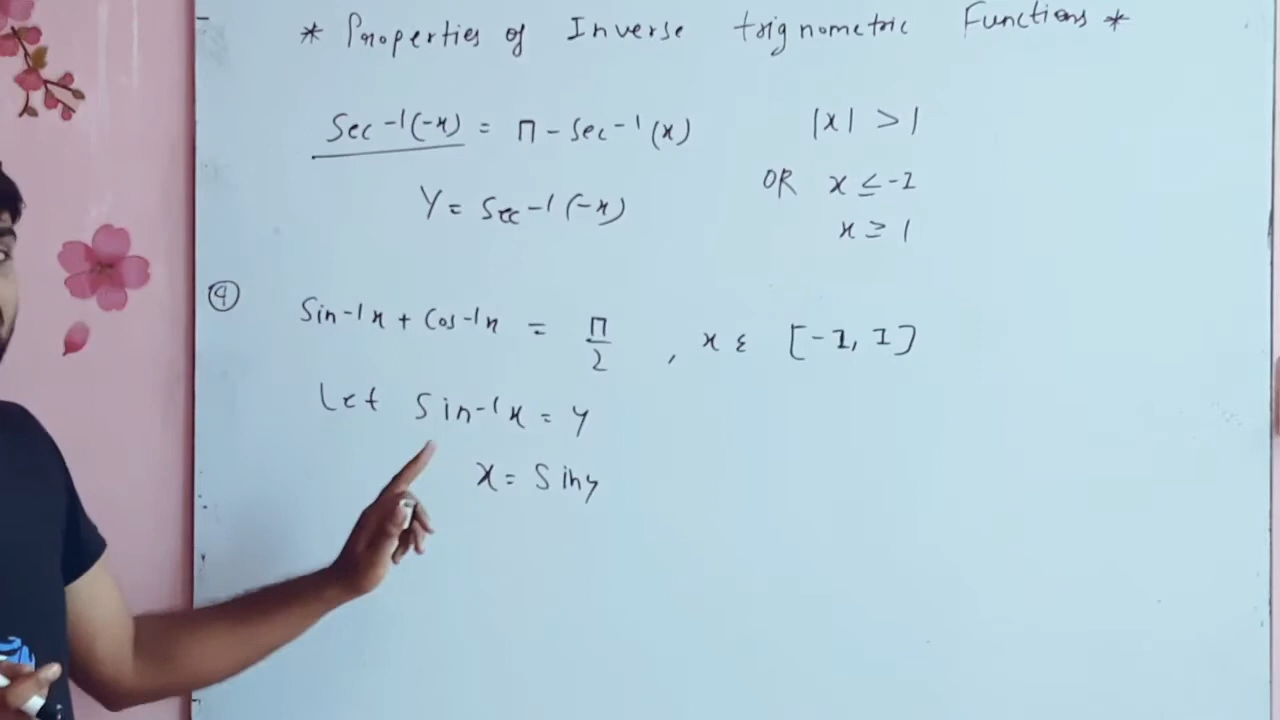 * Properties of Inverse trignometric Functions *
Sec-1(-x) = π - Sec-1(x) |x| > 1
OR x ≤ -1
Y = Sec-1(-x)
x ≥ 1
④ Sin-1x + Cos-1x = π/2 , x ε [-1, 1]
Let Sin-1x = y
x = Siny